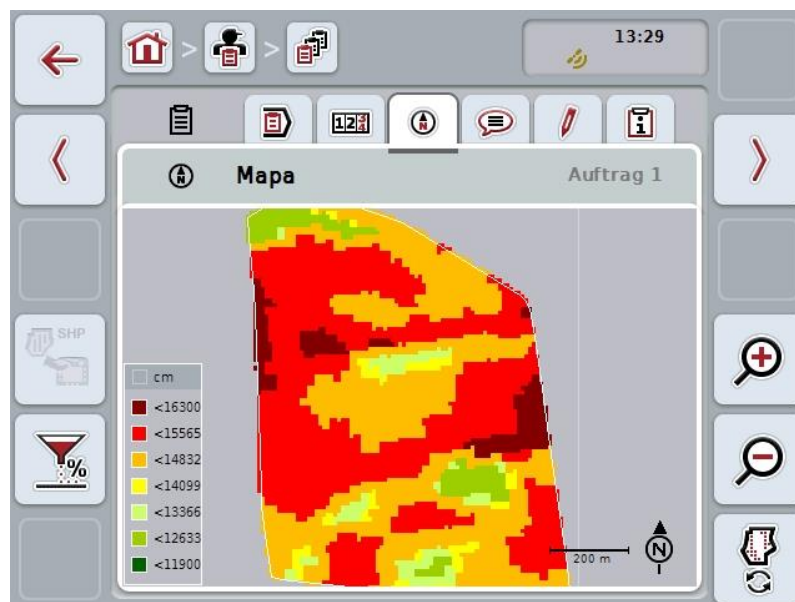 13:29
Mapa Auftrag 1
SHP
%
cm
<16300
<15565
<14832
<14099
<13366
<12633
<11900
200 m
N